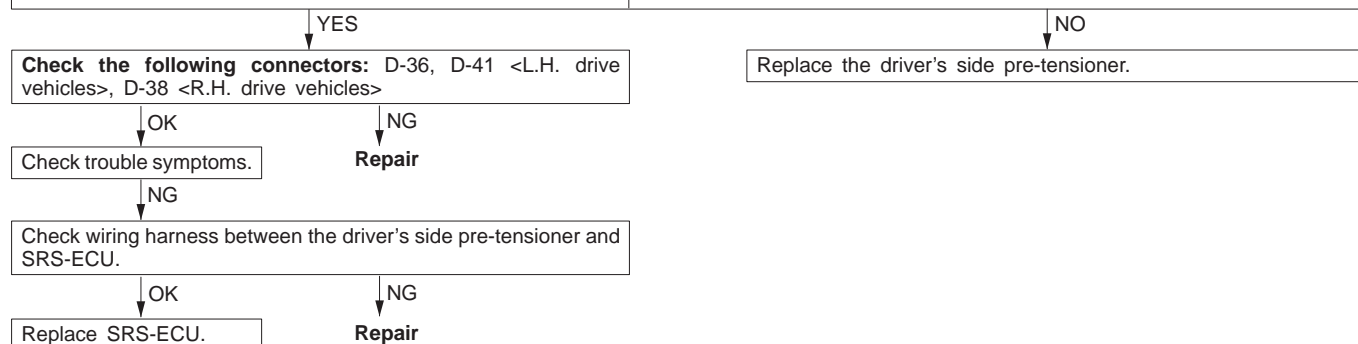 YES
NO
Check the following connectors: D-36, D-41 <L.H. drive
vehicles>, D-38 <R.H. drive vehicles>
Replace the driver's side pre-tensioner.
OK
NG
Check trouble symptoms.
Repair
NG
Check wiring harness between the driver's side pre-tensioner and
SRS-ECU.
OK
NG
Replace SRS-ECU.
Repair